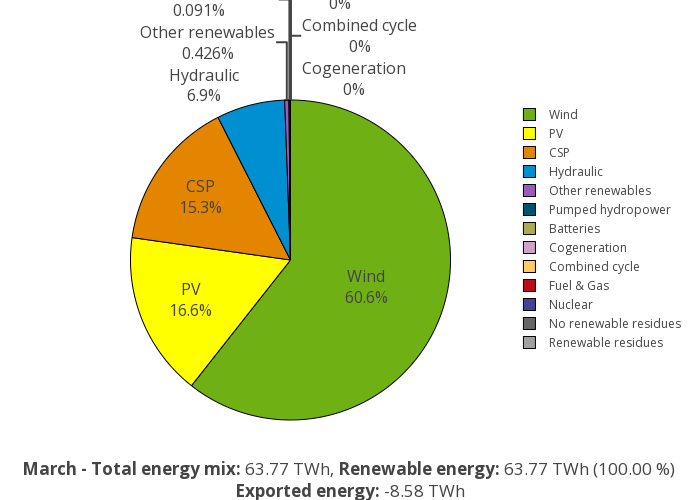 0%
0.091%
Combined cycle
Other renewables
0%
0.426%
Cogeneration
Hydraulic
0%
6.9%
CSP
15.3%
Wind
60.6%
PV
16.6%
Wind
PV
CSP
Hydraulic
Other renewables
Pumped hydropower
Batteries
Cogeneration
Combined cycle
Fuel & Gas
Nuclear
No renewable residues
Renewable residues
March - Total energy mix: 63.77 TWh, Renewable energy: 63.77 TWh (100.00 %)
Exported energy: -8.58 TWh